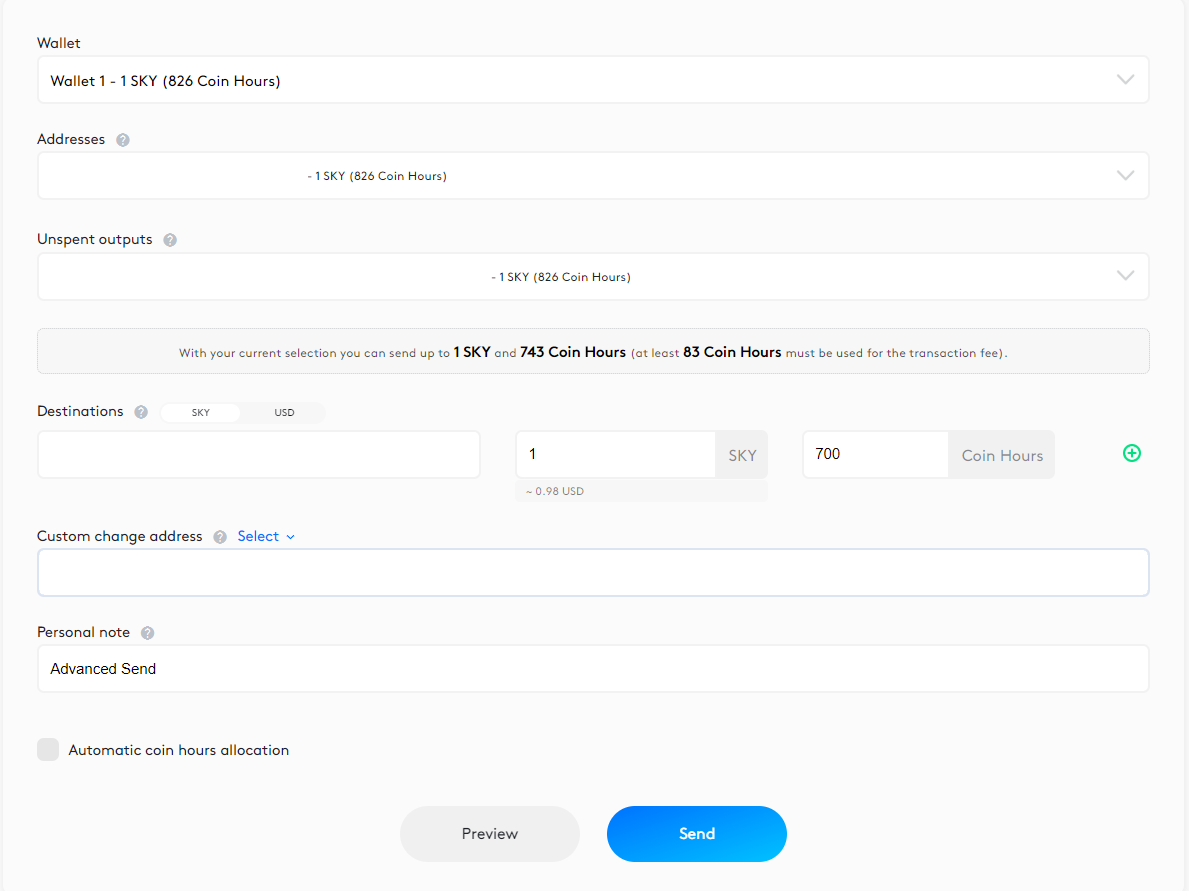 Wallet
Wallet 1 - 1 SKY (826 Coin Hours)
Addresses ?
- 1 SKY (826 Coin Hours)
Unspent outputs ?
- 1 SKY (826 Coin Hours)
With your current selection you can send up to 1 SKY and 743 Coin Hours (at least 83 Coin Hours must be used for the transaction fee).
Destinations ? SKY USD
1 SKY 700 Coin Hours
~ 0.98 USD
Custom change address ? Select
Personal note ?
Advanced Send
Automatic coin hours allocation
Preview Send